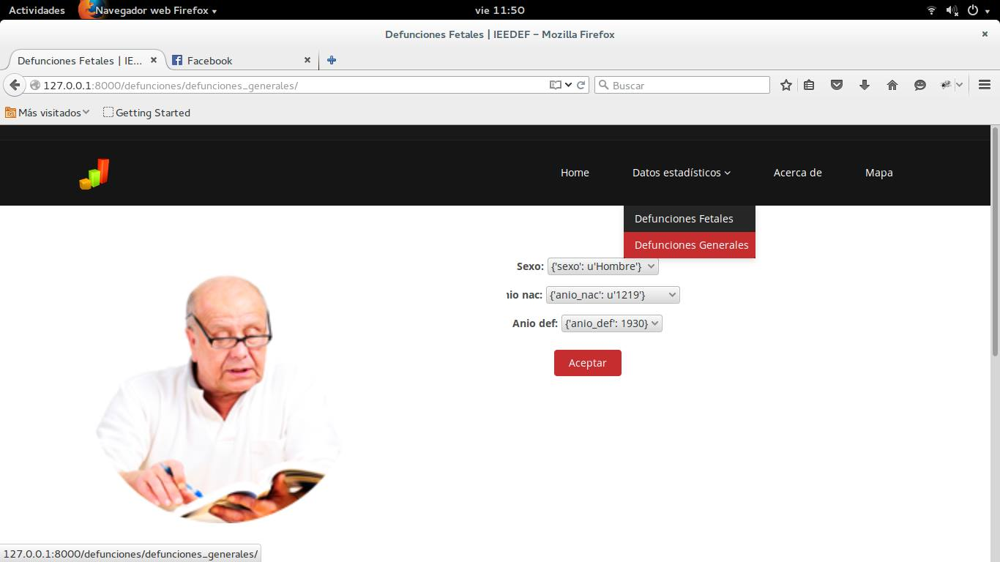 Actividades Navegador web Firefox vie 11:50
Defunciones Fetales | IEEDEF - Mozilla Firefox
Defunciones Fetales | IE... Facebook
127.0.0.1:8000/defunciones/defunciones_generales/ Buscar
Más visitados Getting Started
Home Datos estadísticos Acerca de Mapa
Defunciones Fetales
Defunciones Generales
Sexo: {'sexo': u'Hombre'}
nio nac: {'anio_nac': u'1219'}
Anio def: {'anio_def': 1930}
Aceptar
127.0.0.1:8000/defunciones/defunciones_generales/